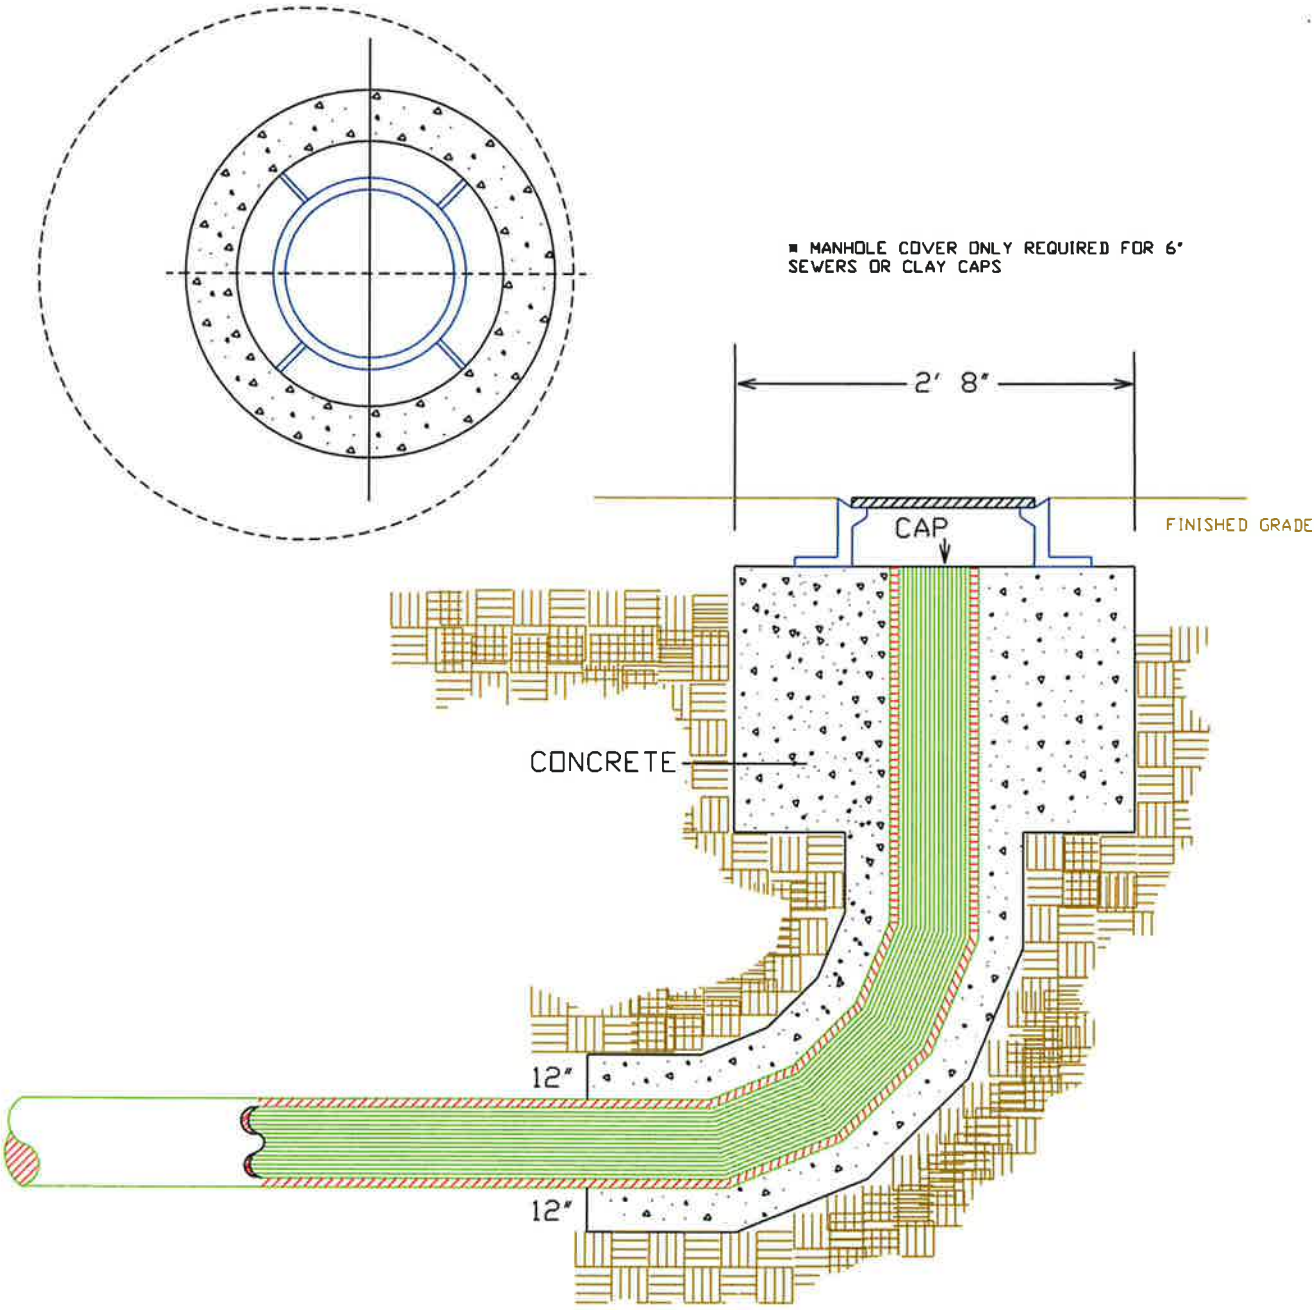 ■ MANHOLE COVER ONLY REQUIRED FOR 6"
SEWERS OR CLAY CAPS
2' 8"
FINISHED GRADE
CAP
CONCRETE
12"
12"